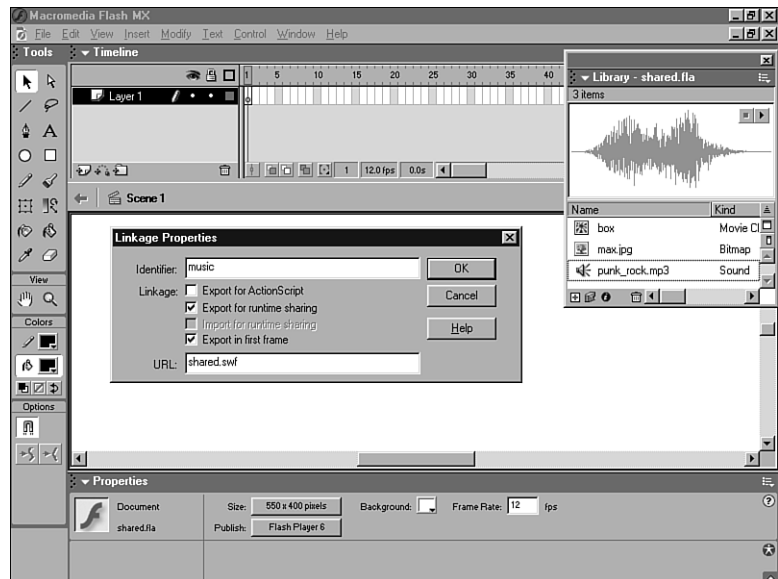 Macromedia Flash MX
File Edit View Insert Modify Text Control Window Help
Tools
Timeline
Layer 1
1 5 10 15 20 25 30 35 40
1 12.0 fps 0.0s
Scene 1
View
Colors
Options
Library - shared.fla
3 items
Name Kind
box Movie Cl
max.jpg Bitmap
punk_rock.mp3 Sound
Linkage Properties
Identifier: music
OK
Linkage: Export for ActionScript
Cancel
Export for runtime sharing
Import for runtime sharing
Help
Export in first frame
URL: shared.swf
Properties
Document
shared.fla
Size: 550 x 400 pixels
Background:
Frame Rate: 12 fps
Publish: Flash Player 6